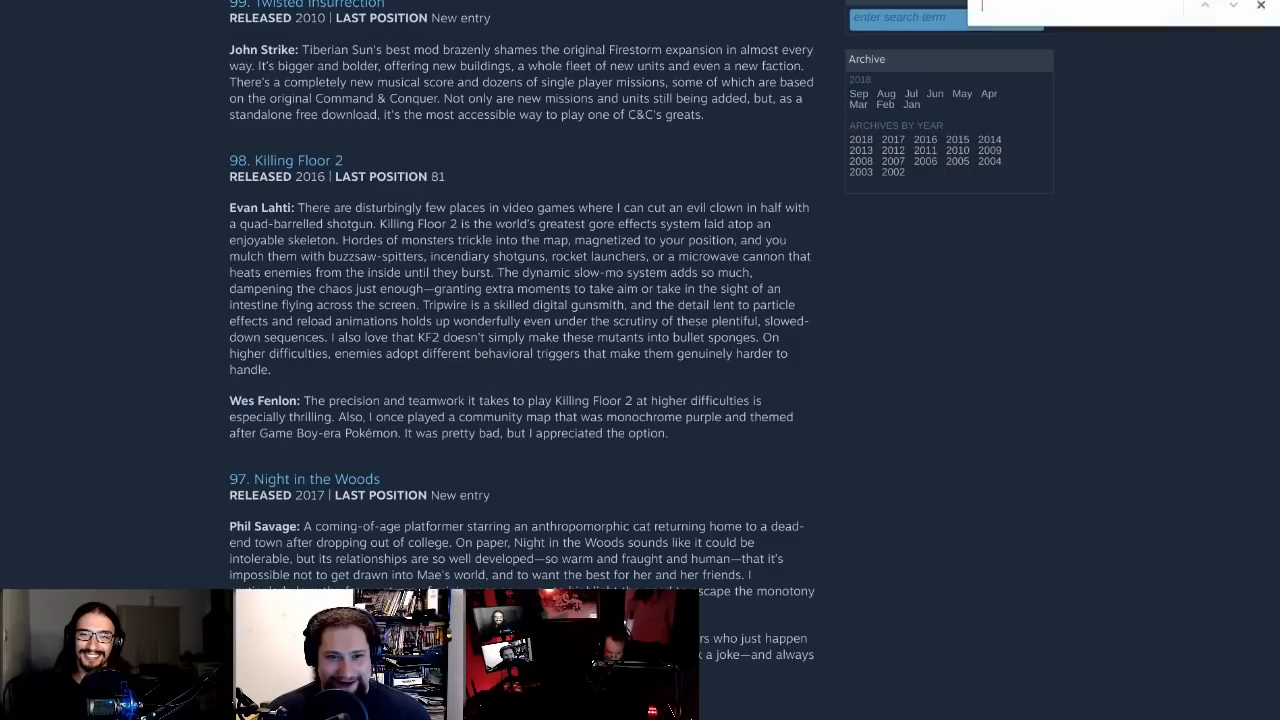 99. Twisted Insurrection
RELEASED 2010 | LAST POSITION New entry
John Strike: Tiberian Sun's best mod brazenly shames the original Firestorm expansion in almost every
way. It's bigger and bolder, offering new buildings, a whole fleet of new units and even a new faction.
There's a completely new musical score and dozens of single player missions, some of which are based
on the original Command & Conquer. Not only are new missions and units still being added, but, as a
standalone free download, it's the most accessible way to play one of C&C's greats.
98. Killing Floor 2
RELEASED 2016 | LAST POSITION 81
Evan Lahti: There are disturbingly few places in video games where I can cut an evil clown in half with
a quad-barrelled shotgun. Killing Floor 2 is the world's greatest gore effects system laid atop an
enjoyable skeleton. Hordes of monsters trickle into the map, magnetized to your position, and you
mulch them with buzzsaw-spitters, incendiary shotguns, rocket launchers, or a microwave cannon that
heats enemies from the inside until they burst. The dynamic slow-mo system adds so much,
dampening the chaos just enough—granting extra moments to take aim or take in the sight of an
intestine flying across the screen. Tripwire is a skilled digital gunsmith, and the detail lent to particle
effects and reload animations holds up wonderfully even under the scrutiny of these plentiful, slowed-
down sequences. I also love that KF2 doesn't simply make these mutants into bullet sponges. On
higher difficulties, enemies adopt different behavioral triggers that make them genuinely harder to
handle.
Wes Fenlon: The precision and teamwork it takes to play Killing Floor 2 at higher difficulties is
especially thrilling. Also, I once played a community map that was monochrome purple and themed
after Game Boy-era Pokémon. It was pretty bad, but I appreciated the option.
97. Night in the Woods
RELEASED 2017 | LAST POSITION New entry
Phil Savage: A coming-of-age platformer starring an anthropomorphic cat returning home to a dead-
end town after dropping out of college. On paper, Night in the Woods sounds like it could be
intolerable, but its relationships are so well developed—so warm and fraught and human—that it's
impossible not to get drawn into Mae's world, and to want the best for her and her friends. I
scape the monotony
rs who just happen
a joke—and always
enter search term
Archive
2018
Sep Aug Jul Jun May Apr
Mar Feb Jan
ARCHIVES BY YEAR
2018 2017 2016 2015 2014
2013 2012 2011 2010 2009
2008 2007 2006 2005 2004
2003 2002